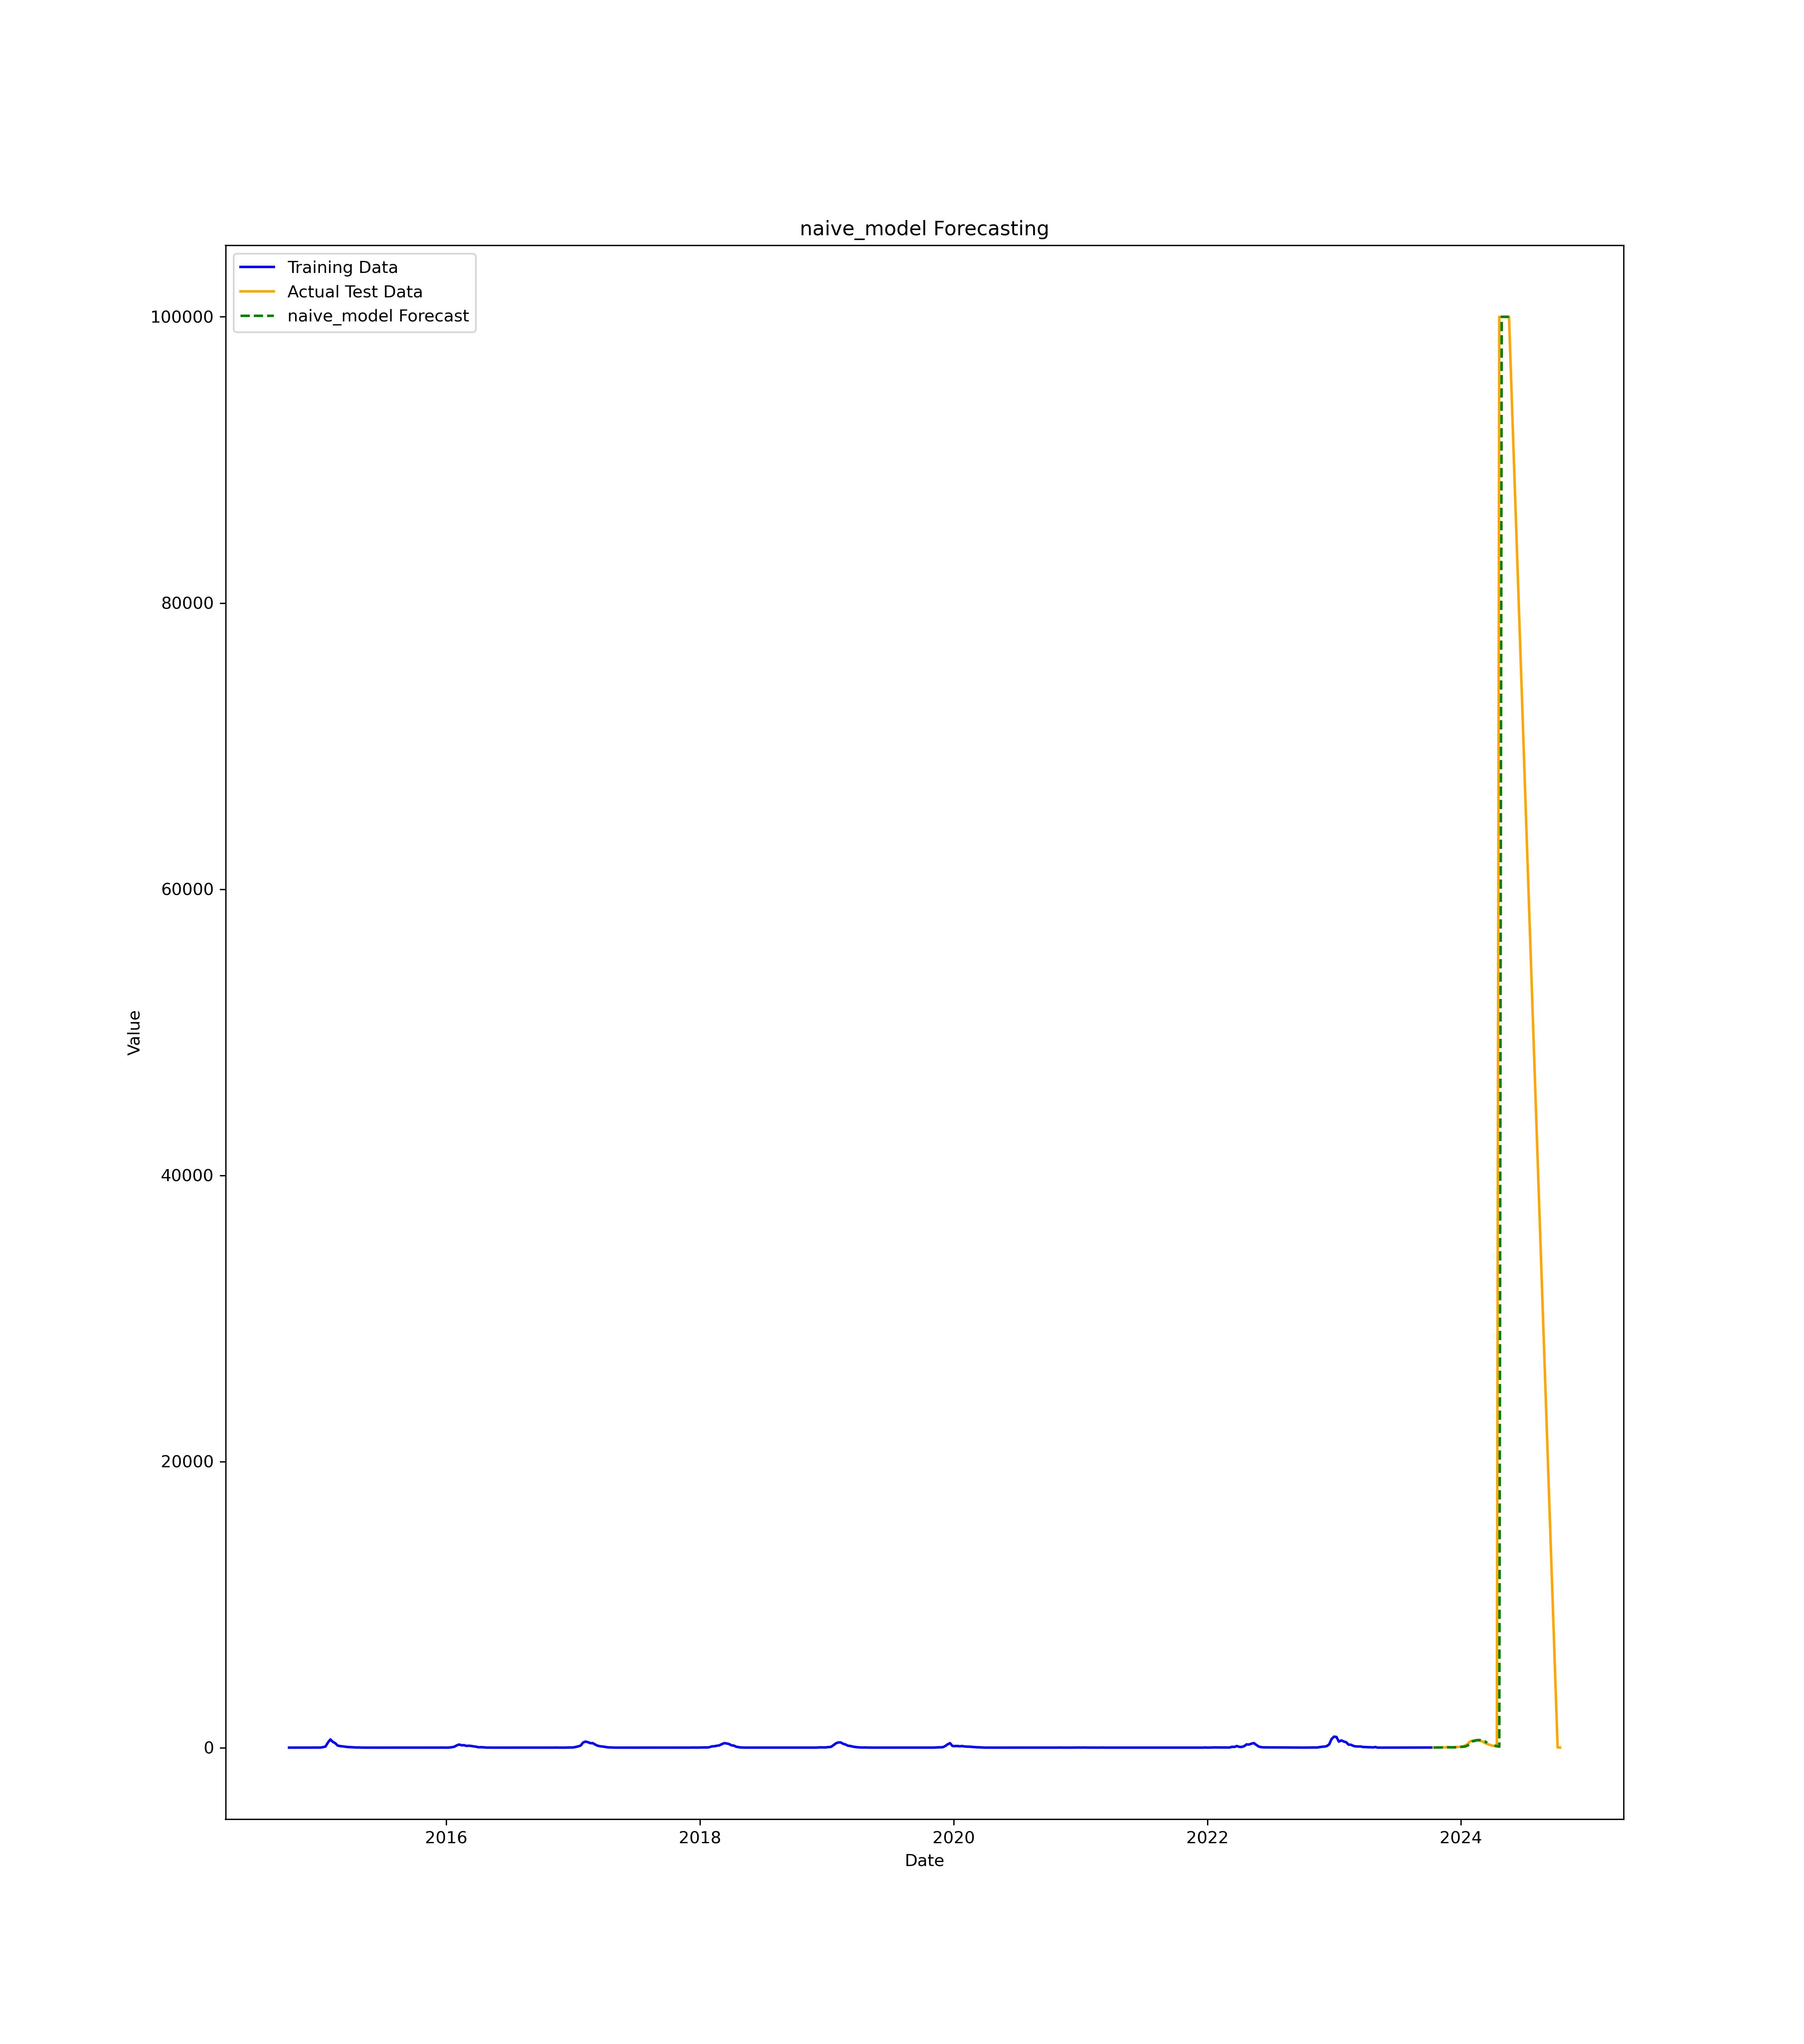 naive_model Forecasting
Training Data
Actual Test Data
naive_model Forecast
100000
80000
60000
40000
20000
0
Value
2016 2018 2020 2022 2024
Date